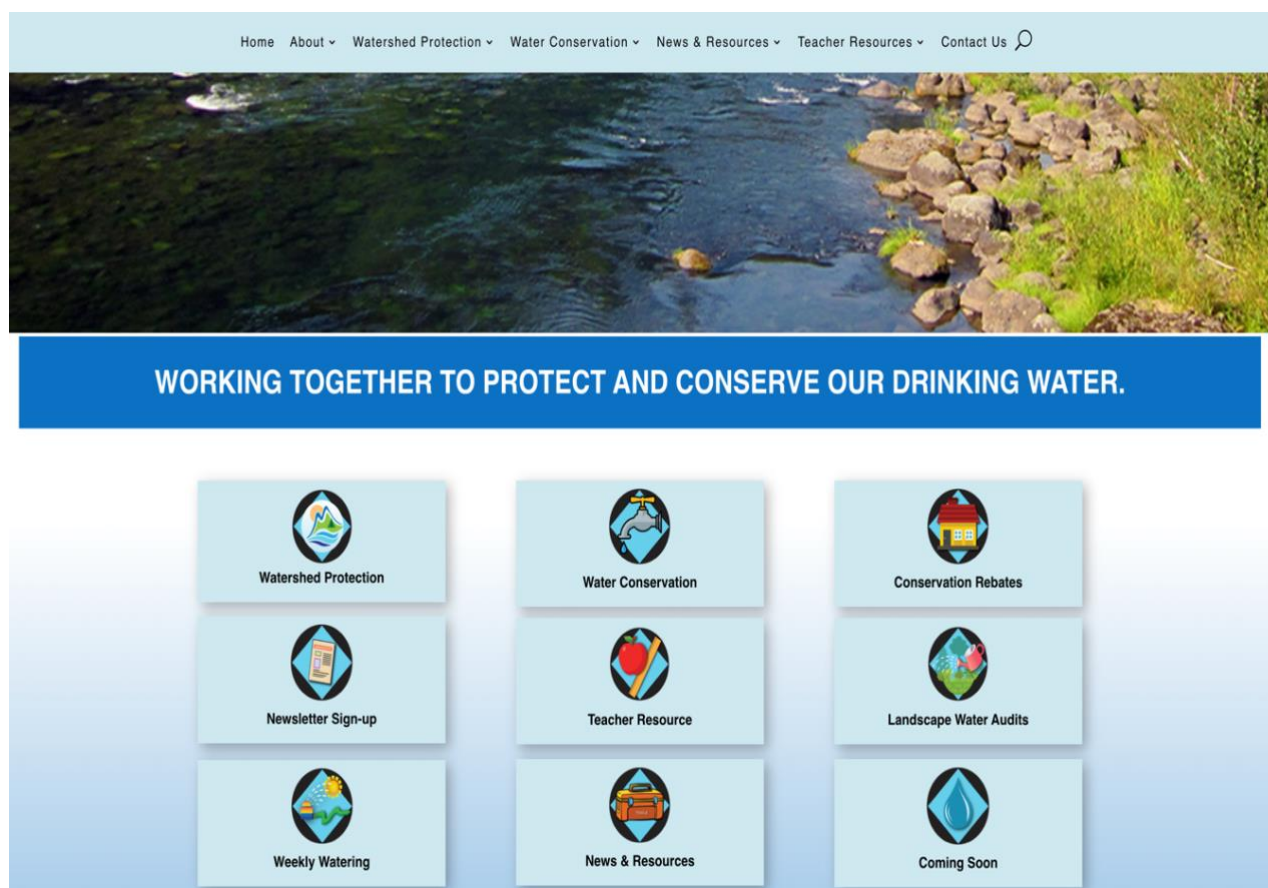 Home About Watershed Protection Water Conservation News & Resources Teacher Resources Contact Us
WORKING TOGETHER TO PROTECT AND CONSERVE OUR DRINKING WATER.
Watershed Protection
Water Conservation
Conservation Rebates
Newsletter Sign-up
Teacher Resource
Landscape Water Audits
Weekly Watering
News & Resources
Coming Soon